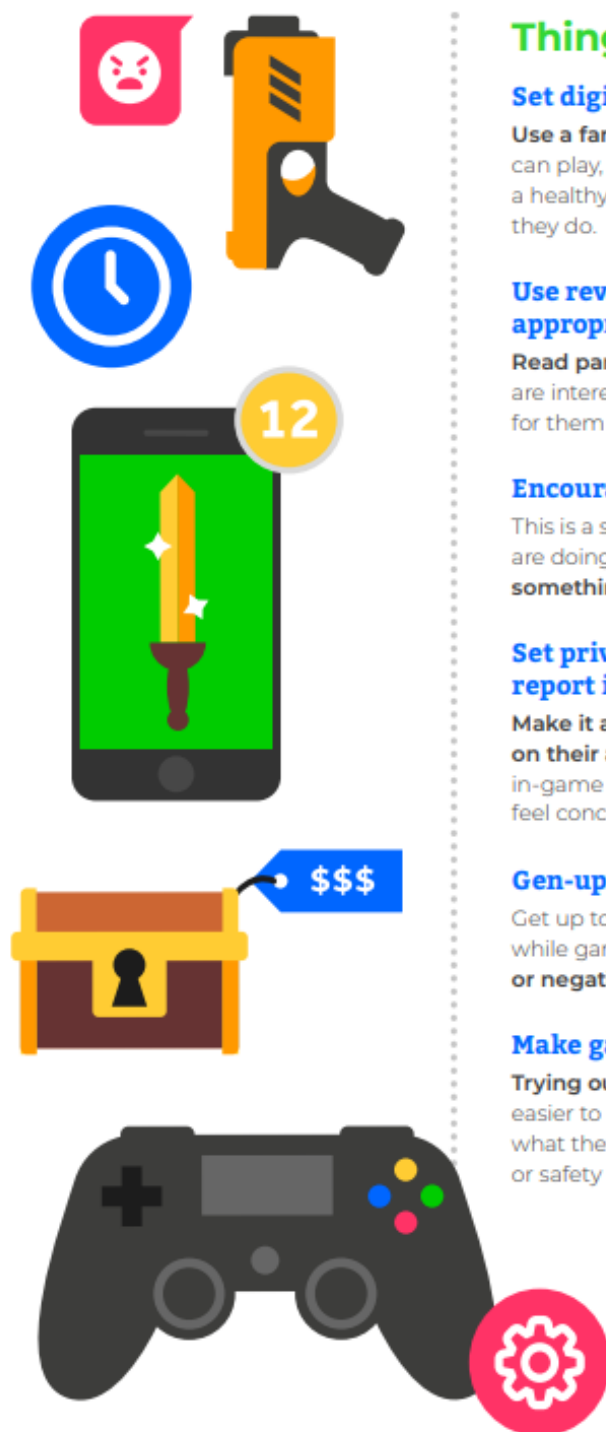 12
$$$
Thing
Set digi
Use a fa
can play,
a healthy
they do.
Use rev
appropr
Read par
are intere
for them
Encour
This is a s
are doing
somethin
Set priv
report i
Make it a
on their
in-game
feel conc
Gen-up
Get up to
while gar
or negat
Make ga
Trying ou
easier to
what the
or safety